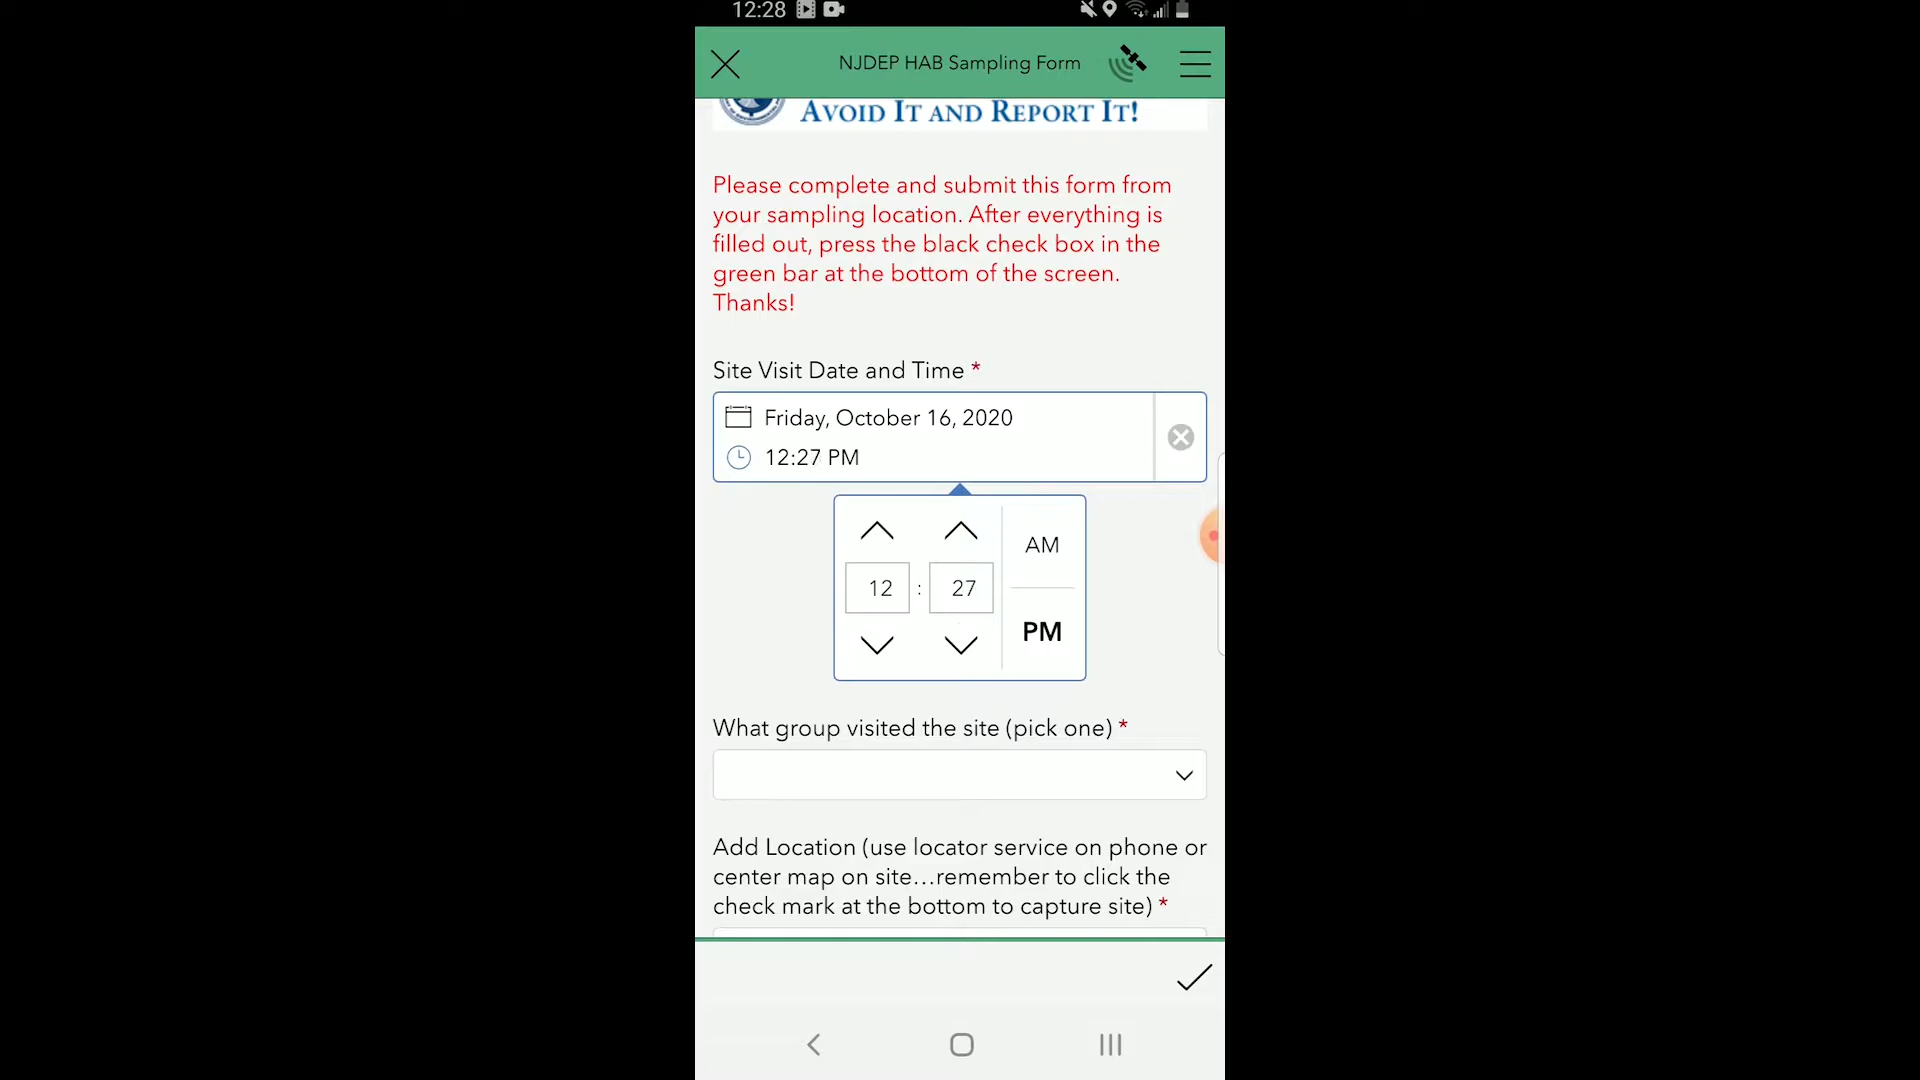 12:28
NJDEP HAB Sampling Form
AVOID IT AND REPORT IT!
Please complete and submit this form from
your sampling location. After everything is
filled out, press the black check box in the
green bar at the bottom of the screen.
Thanks!
Site Visit Date and Time *
Friday, October 16, 2020
12:27 PM
AM
12 : 27
PM
What group visited the site (pick one) *
Add Location (use locator service on phone or
center map on site...remember to click the
check mark at the bottom to capture site) *